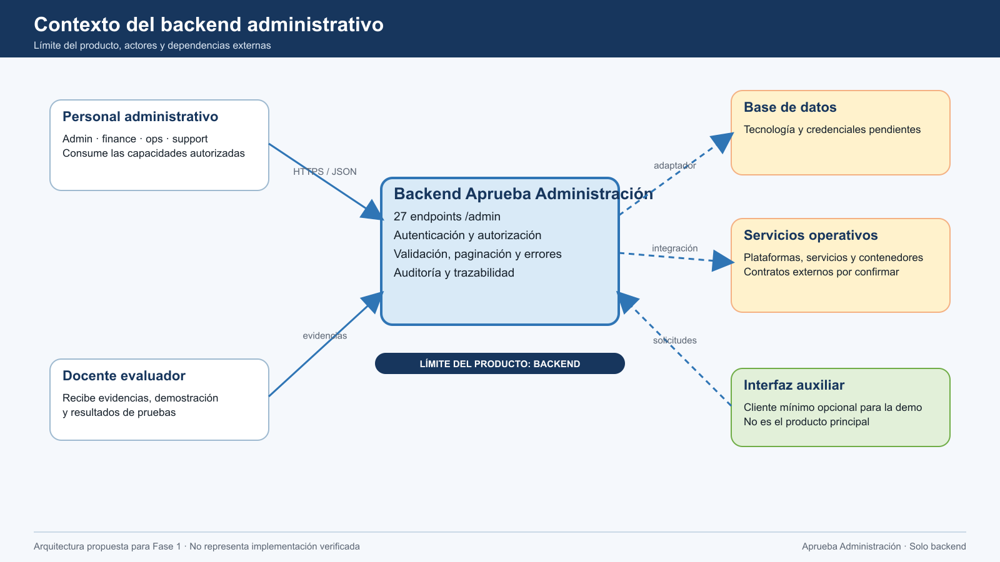 Contexto del backend administrativo
Límite del producto, actores y dependencias externas
Personal administrativo
Admin · finance · ops · support
Consume las capacidades autorizadas
HTTPS / JSON
Backend Aprueba Administración
27 endpoints /admin
Autenticación y autorización
Validación, paginación y errores
Auditoría y trazabilidad
adaptador
Base de datos
Tecnología y credenciales pendientes
integración
Servicios operativos
Plataformas, servicios y contenedores
Contratos externos por confirmar
evidencias
solicitudes
LÍMITE DEL PRODUCTO: BACKEND
Docente evaluador
Recibe evidencias, demostración
y resultados de pruebas
Interfaz auxiliar
Cliente mínimo opcional para la demo
No es el producto principal
Arquitectura propuesta para Fase 1 · No representa implementación verificada
Aprueba Administración · Solo backend